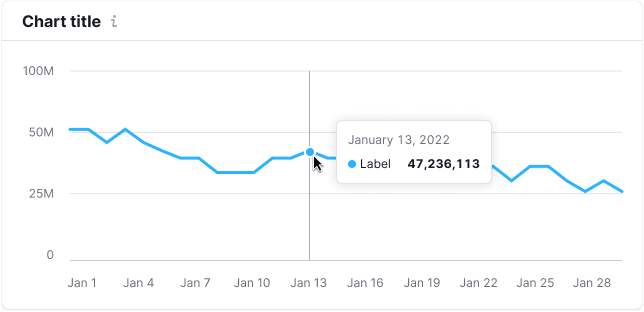 Chart title
100M
50M
25M
0
January 13, 2022
Label 47,236,113
Jan 1 Jan 4 Jan 7 Jan 10 Jan 13 Jan 16 Jan 19 Jan 22 Jan 25 Jan 28